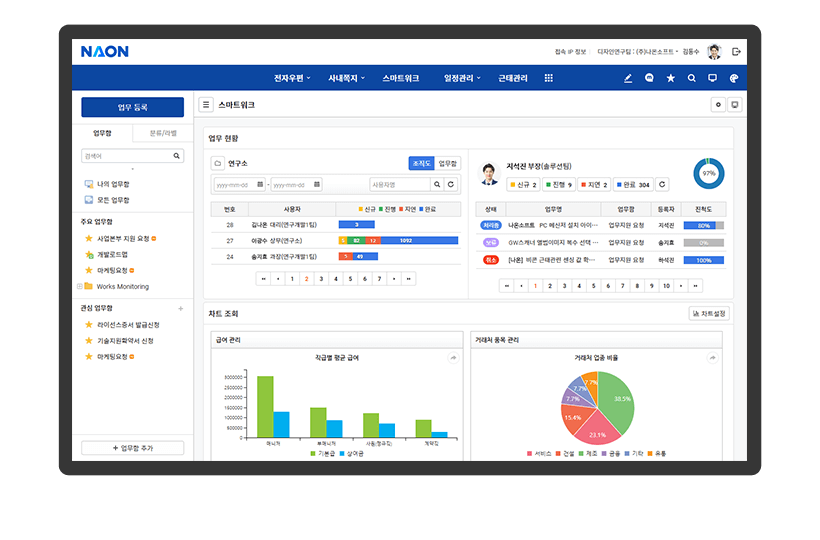 NAON
접속 IP 정보 디자인연구팀 : (주)나온소프트 김동수
전자우편 사내쪽지 스마트워크 일정관리 근태관리
업무 등록
스마트워크
업무함 분류/라벨
검색어
나의 업무함
모든 업무함
주요 업무함
사업본부 지원 요청
개발로드맵
마케팅요청
Works Monitoring
관심 업무함
라이선스증서 발급신청
기술지원확약서 신청
마케팅요청
+ 업무함 추가
업무 현황
연구소 조직도 업무함
yyyy-mm-dd - yyyy-mm-dd 사용자명
번호 사용자 신규 진행 지연 완료
28 김나온 대리(연구개발1팀) 3
27 이광수 상무(연구소) 82 12 1092
24 송지효 과장(연구개발1팀) 5 49
1 2 3 4 5 6 7
지석진 부장(솔루션팀)
신규 2 진행 9 지연 2 완료 304
97%
상태 업무명 업무함 등록자 진척도
처리중 나온소프트 PC 메신저 설치 아이… 업무지원 요청 지석진 80%
보류 GW스캐너 앨범이미지 복수 선택 … 업무지원 요청 송지효 0%
취소 [나온] 비콘 근태관련 센싱 값 확… 업무지원 요청 하석진 100%
1 2 3 4 5 6 7 8 9 10
차트 조회 차트설정
급여 관리
직급별 평균 급여
3000000
2500000
2000000
1500000
1000000
500000
0
매니저 부매니저 사원(정규직) 계약직
기본급 상여금
거래처 품목 관리
거래처 업종 비율
38.5%
23.1%
15.4%
7.7%
7.7%
7.7%
서비스 건설 제조 금융 기타 유통